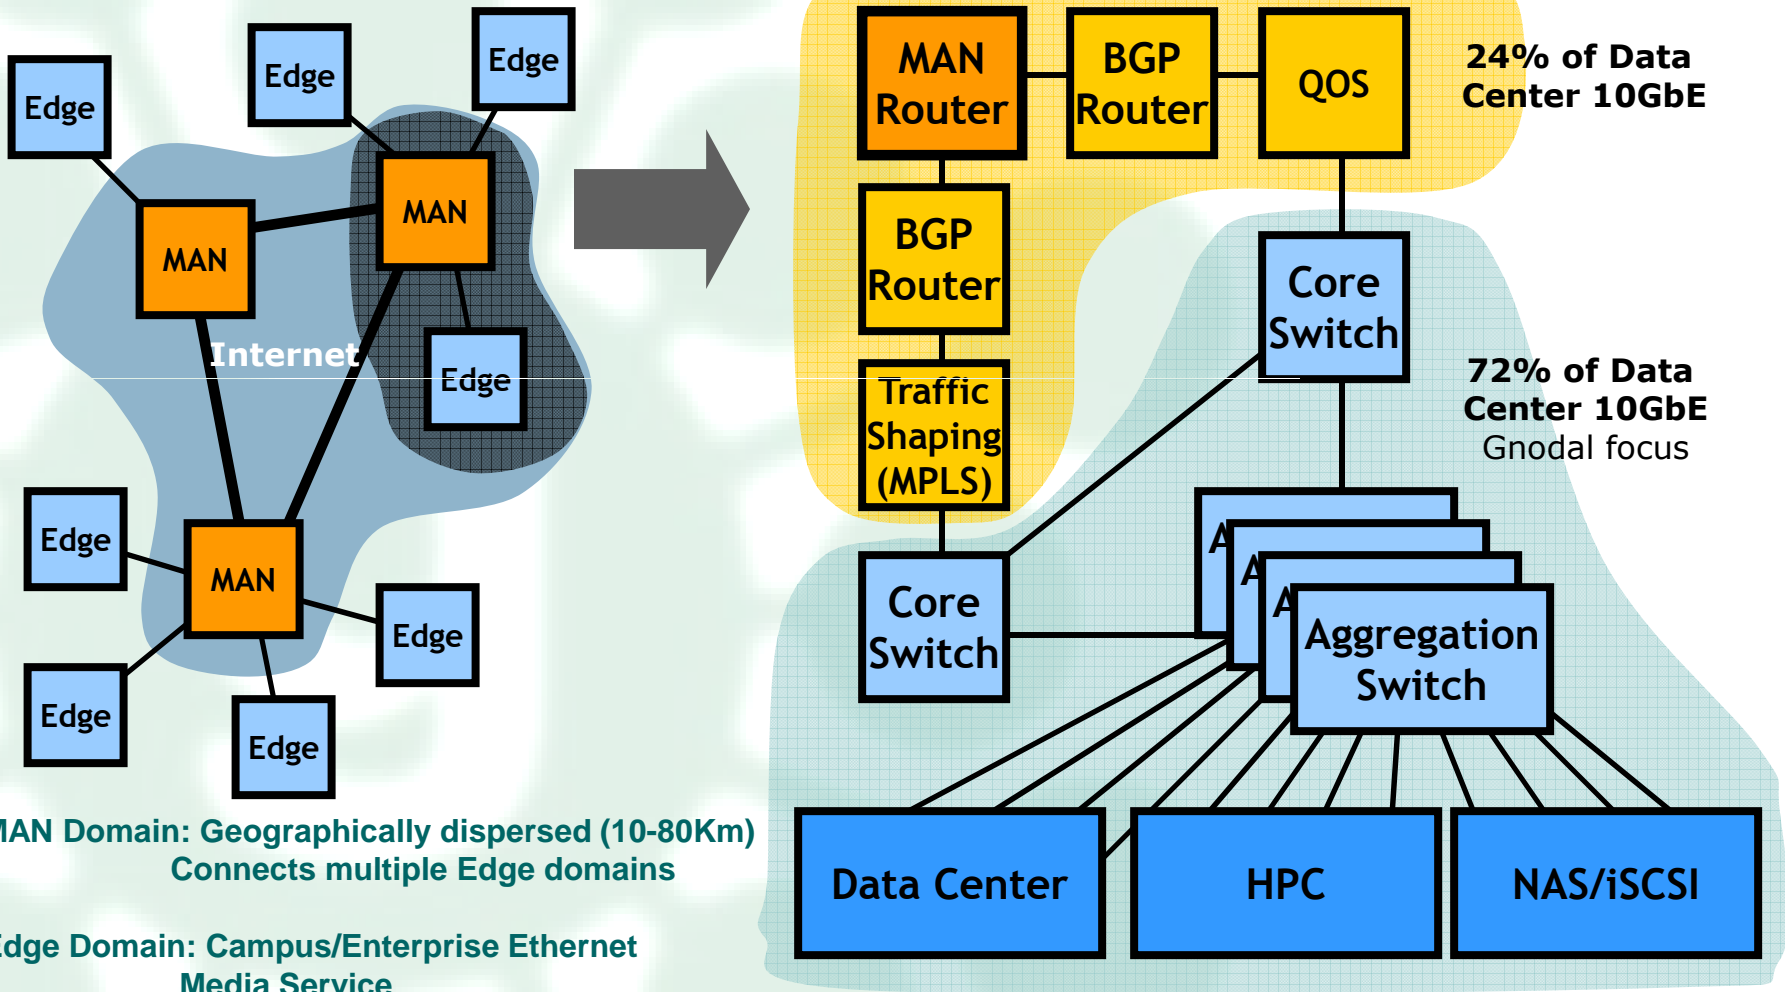 Edge
Edge
Edge
MAN
MAN
Internet
Edge
Edge
MAN
Edge
Edge
Edge
MAN Domain: Geographically dispersed (10-80Km)
Connects multiple Edge domains
Edge Domain: Campus/Enterprise Ethernet
Media Service
MAN
Router
BGP
Router
QOS
24% of Data
Center 10GbE
BGP
Router
Core
Switch
Traffic
Shaping
(MPLS)
72% of Data
Center 10GbE
Gnodal focus
Core
Switch
A
A
A
Aggregation
Switch
Data Center
HPC
NAS/iSCSI